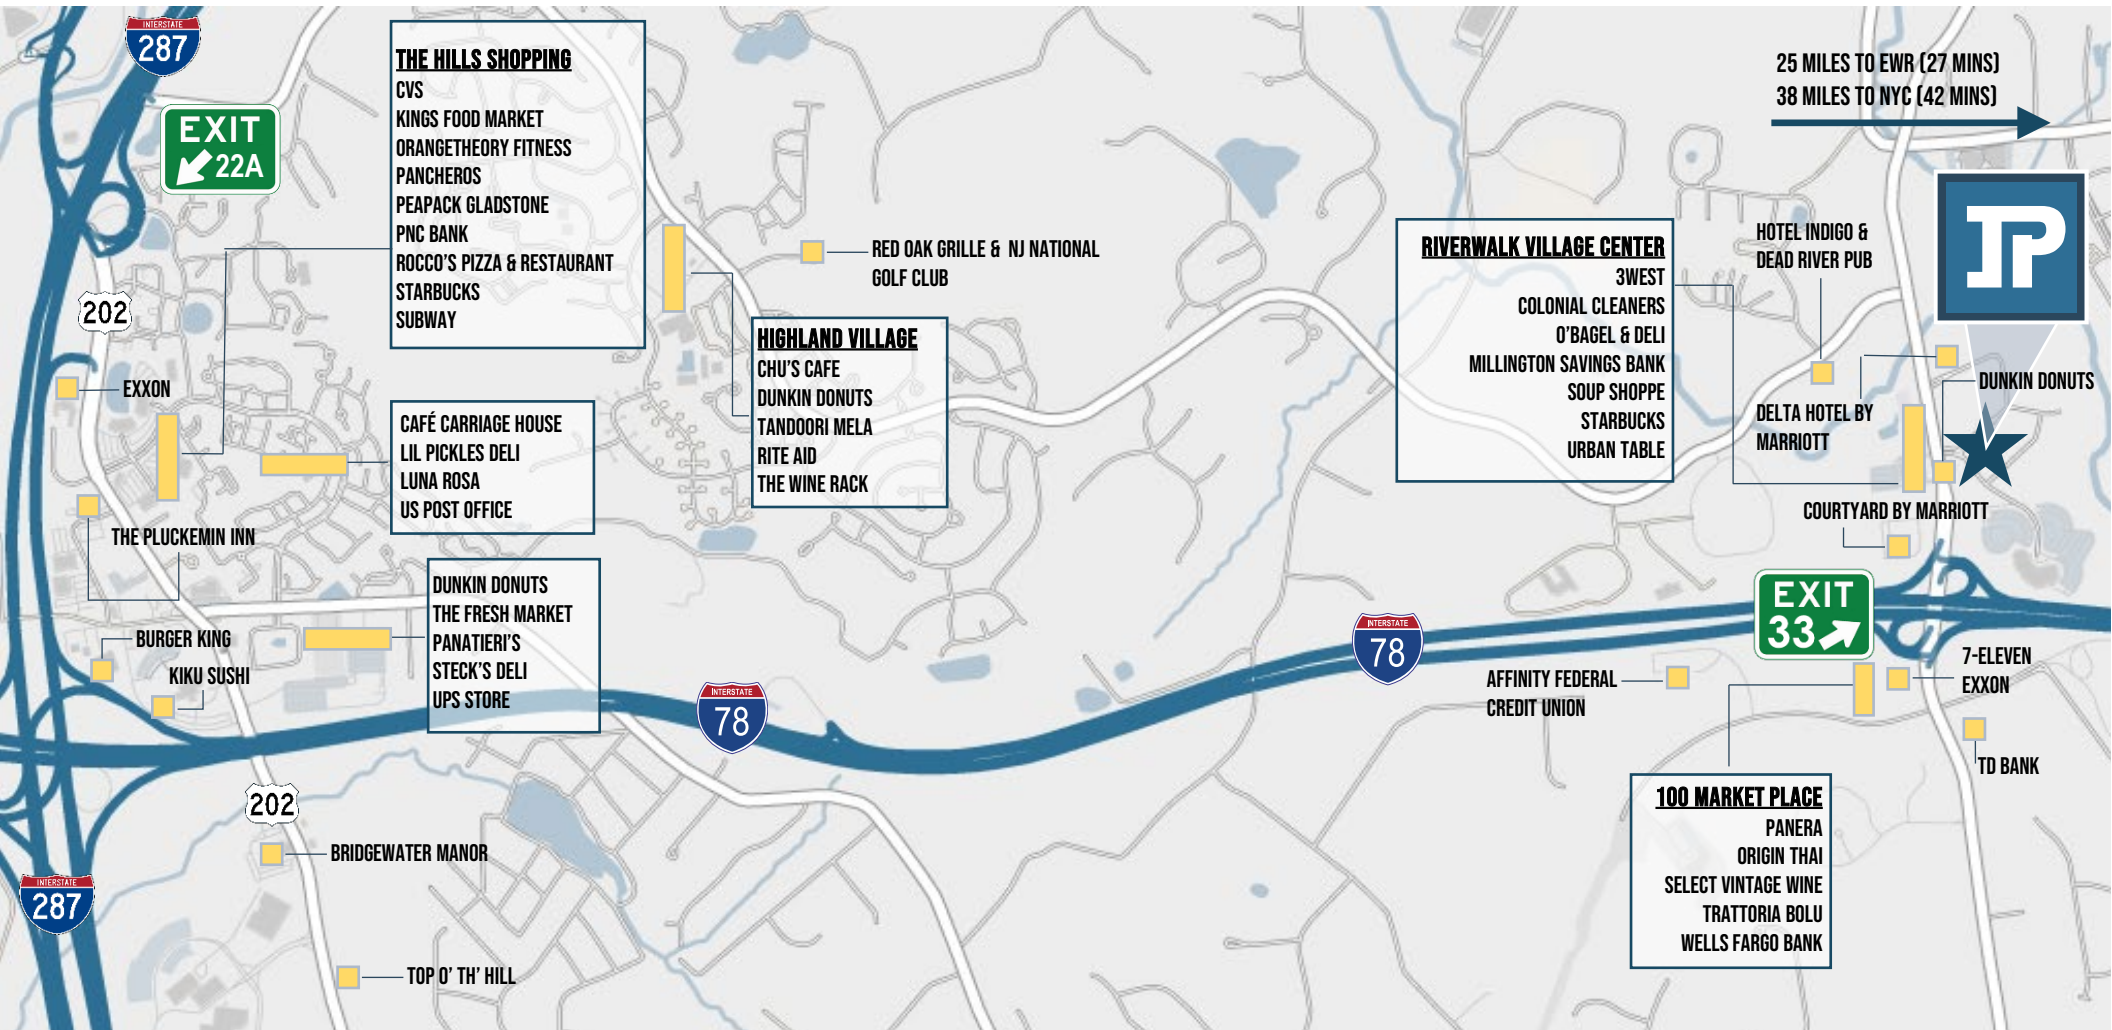 INTERSTATE
287
EXIT
22A
202
EXXON
THE HILLS SHOPPING
CVS
KINGS FOOD MARKET
ORANGETHEORY FITNESS
PANCHEROS
PEAPACK GLADSTONE
PNC BANK
ROCCO'S PIZZA & RESTAURANT
STARBUCKS
SUBWAY
RED OAK GRILLE & NJ NATIONAL
GOLF CLUB
HIGHLAND VILLAGE
CHU'S CAFE
DUNKIN DONUTS
TANDOORI MELA
RITE AID
THE WINE RACK
CAFÉ CARRIAGE HOUSE
LIL PICKLES DELI
LUNA ROSA
US POST OFFICE
THE PLUCKEMIN INN
DUNKIN DONUTS
THE FRESH MARKET
PANATIERI'S
STECK'S DELI
UPS STORE
BURGER KING
KIKU SUSHI
INTERSTATE
78
202
BRIDGEWATER MANOR
INTERSTATE
287
TOP O' TH' HILL
25 MILES TO EWR (27 MINS)
38 MILES TO NYC (42 MINS)
JP
HOTEL INDIGO &
DEAD RIVER PUB
RIVERWALK VILLAGE CENTER
3WEST
COLONIAL CLEANERS
O'BAGEL & DELI
MILLINGTON SAVINGS BANK
SOUP SHOPPE
STARBUCKS
URBAN TABLE
DUNKIN DONUTS
DELTA HOTEL BY
MARRIOTT
COURTYARD BY MARRIOTT
EXIT
33
INTERSTATE
78
AFFINITY FEDERAL
CREDIT UNION
7-ELEVEN
EXXON
TD BANK
100 MARKET PLACE
PANERA
ORIGIN THAI
SELECT VINTAGE WINE
TRATTORIA BOLU
WELLS FARGO BANK